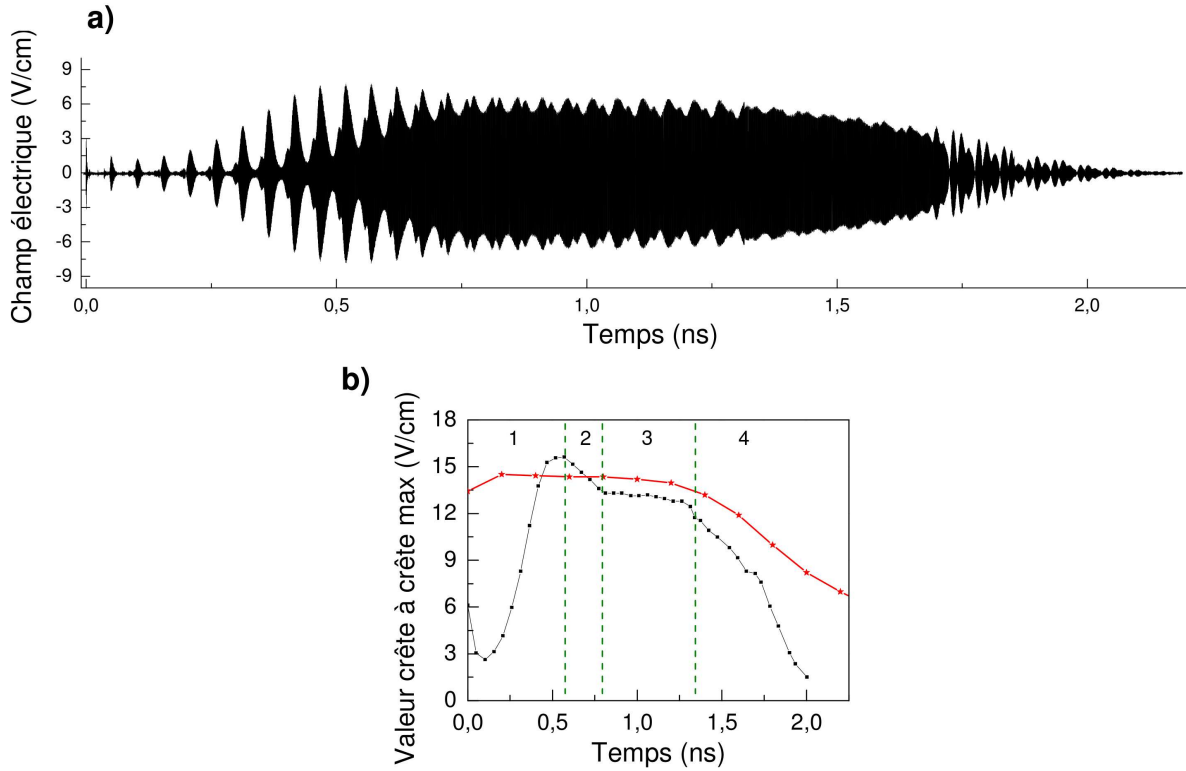 a)
Champ électrique (V/cm)
9
6
3
0
-3
-6
-9
0,0 0,5 1,0 1,5 2,0
Temps (ns)
b)
Valeur crête à crête max (V/cm)
18
15
12
9
6
3
0
1 2 3 4
0,0 0,5 1,0 1,5 2,0
Temps (ns)